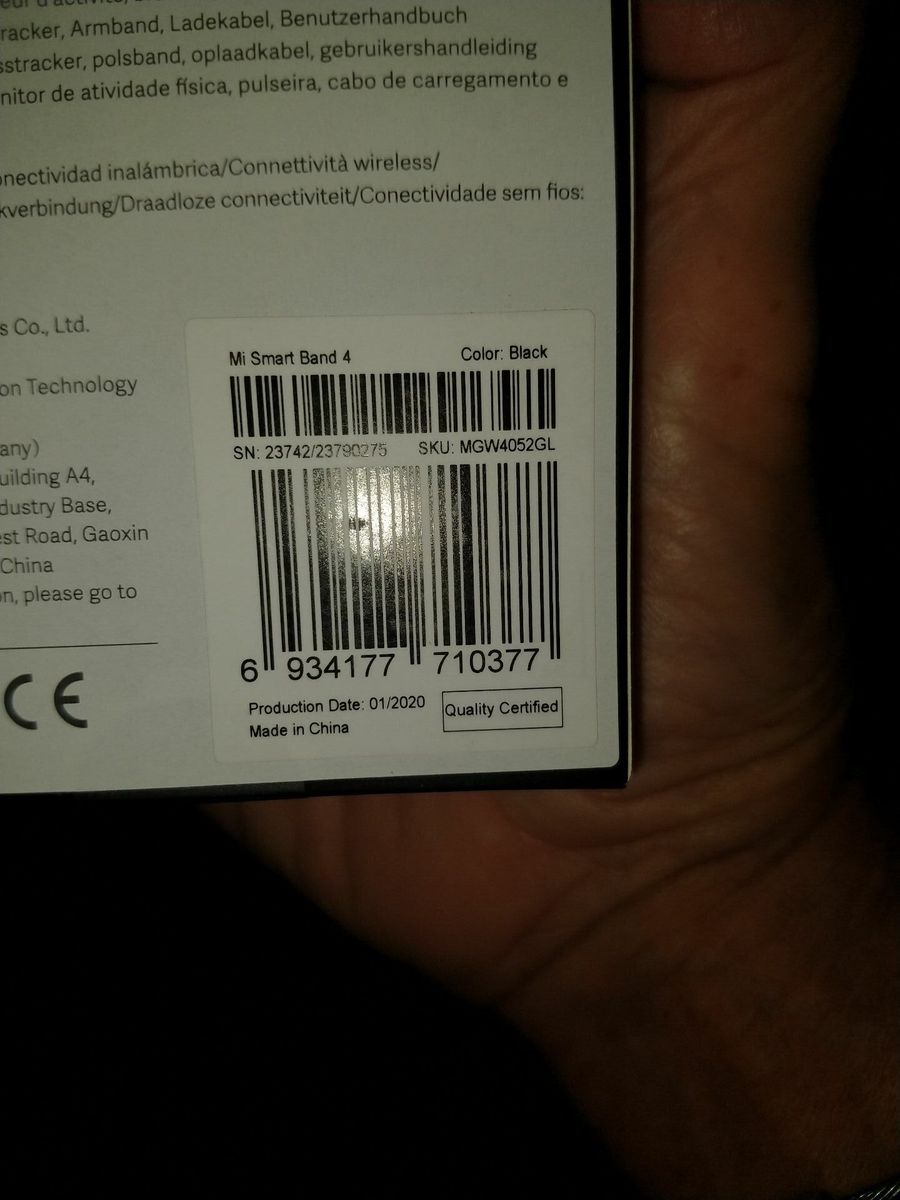 racker, Armband, Ladekabel, Benutzerhandbuch
sstracker, polsband, oplaadkabel, gebruikershandleiding
nitor de atividade física, pulseira, cabo de carregamento e
onectividad inalámbrica/Connettività wireless/
kverbindung/Draadloze connectiviteit/Conectividade sem fios:
s Co., Ltd.
on Technology
any)
uilding A4,
dustry Base,
est Road, Gaoxin
China
on, please go to
CE
Mi Smart Band 4 Color: Black
SN: 23742/23790275 SKU: MGW4052GL
6 934177 710377
Production Date: 01/2020 Quality Certified
Made in China